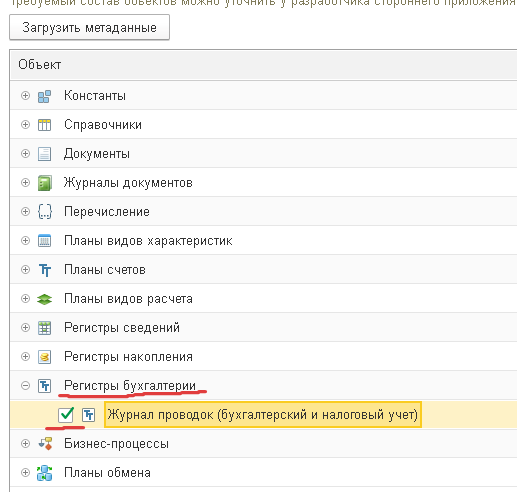 Требуемый состав объектов можно уточнить у разработчика стороннего приложения
Загрузить метаданные
Объект
Константы
Справочники
Документы
Журналы документов
Перечисление
Планы видов характеристик
Планы счетов
Планы видов расчета
Регистры сведений
Регистры накопления
Регистры бухгалтерии
Журнал проводок (бухгалтерский и налоговый учет)
Бизнес-процессы
Планы обмена